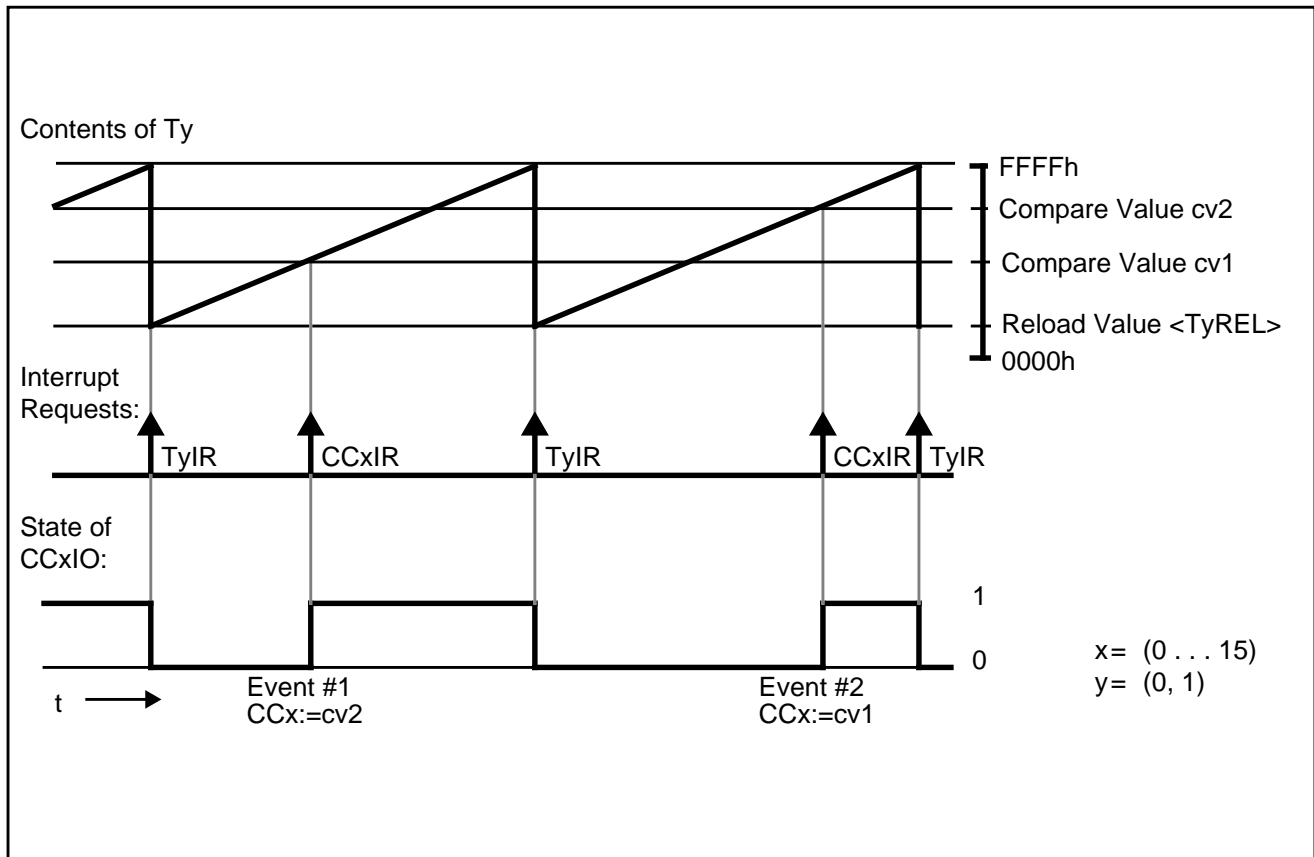 Contents of Ty
FFFFh
Compare Value cv2
Compare Value cv1
Reload Value <TyREL>
0000h
Interrupt
Requests:
TyIR
CCxIR
TyIR
CCxIR
TyIR
State of
CCxIO:
1
0
x= (0 . . . 15)
y= (0, 1)
t
Event #1
CCx:=cv2
Event #2
CCx:=cv1